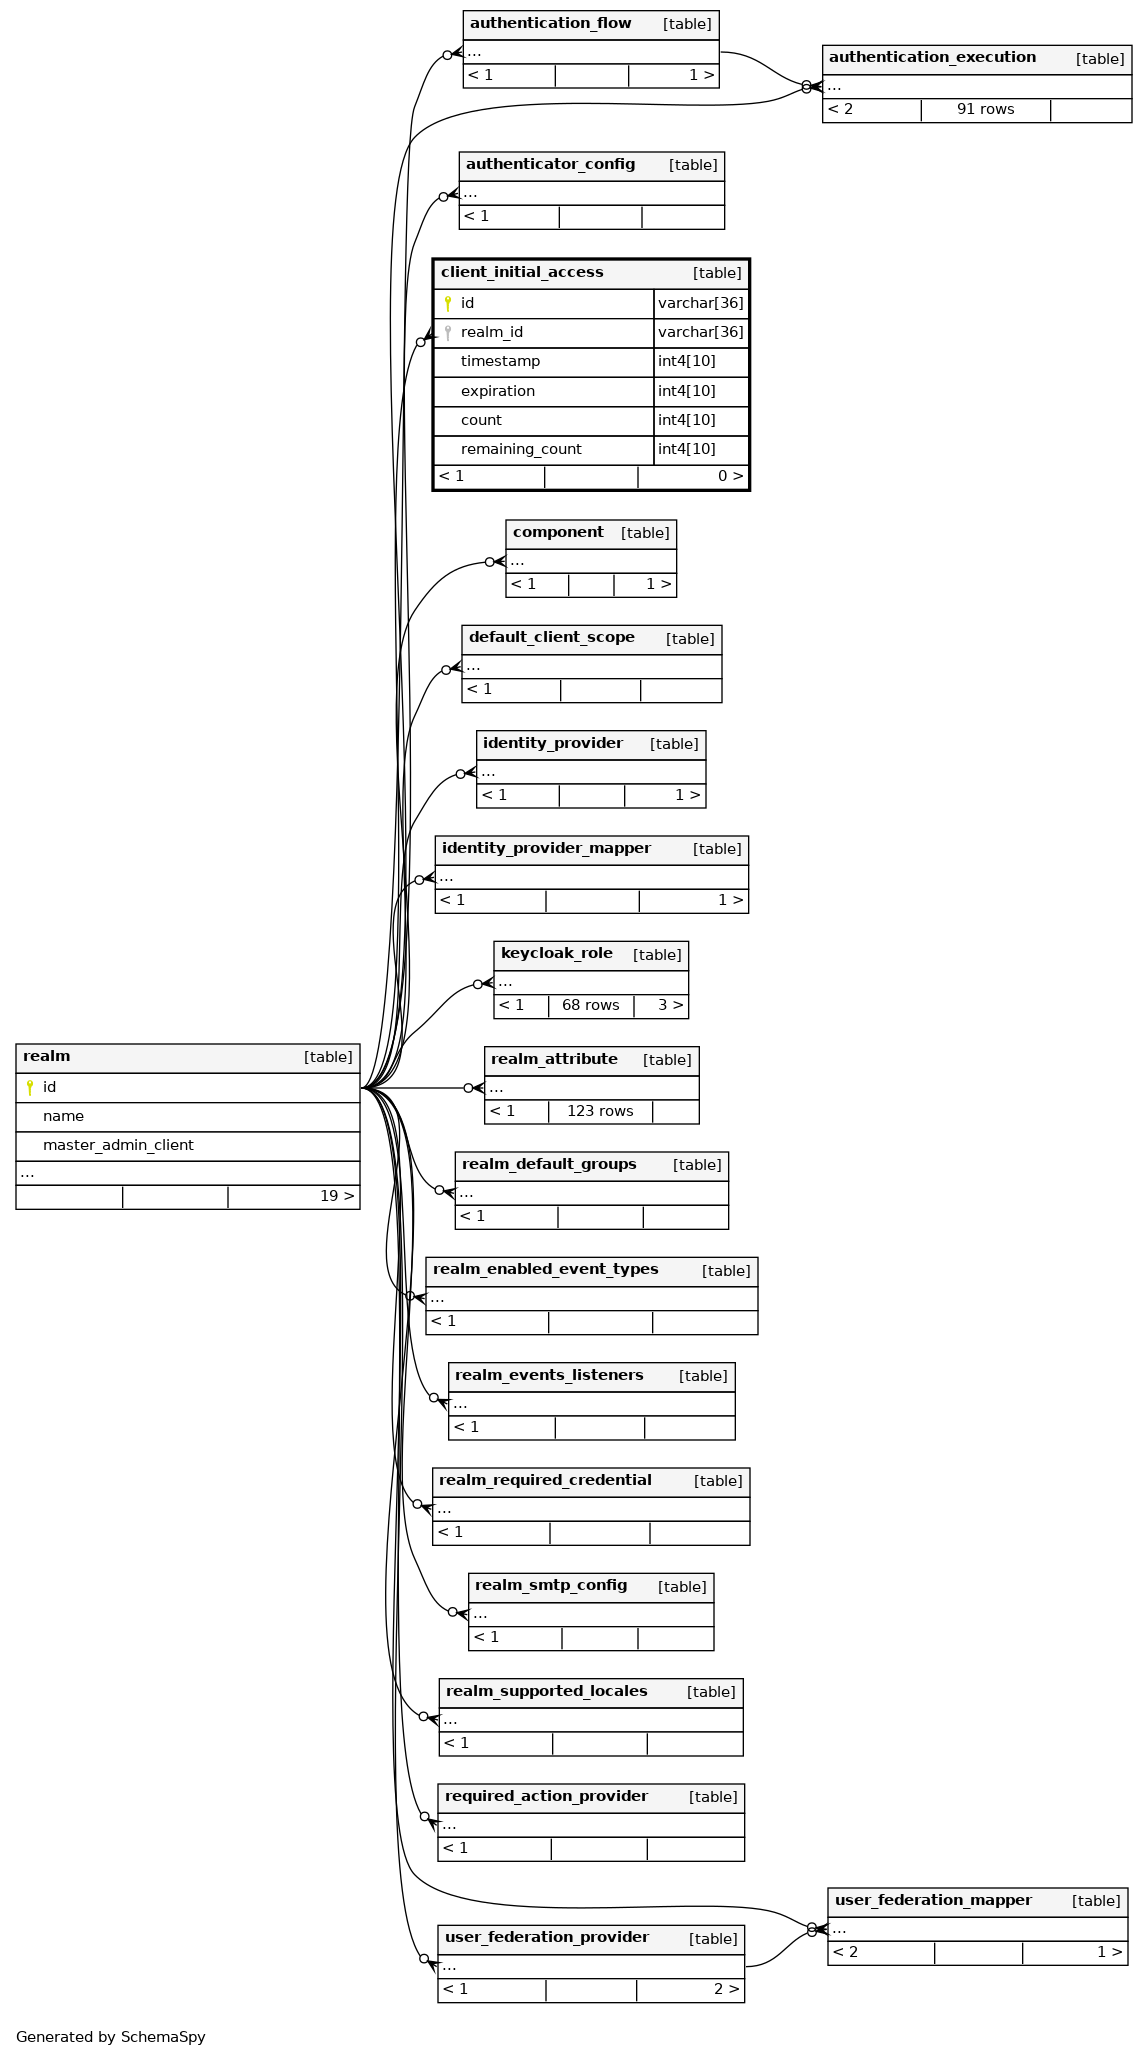 authentication_flow [table]
...
< 1 1 >
authentication_execution [table]
...
< 2 91 rows
authenticator_config [table]
...
< 1
client_initial_access [table]
id varchar[36]
realm_id varchar[36]
timestamp int4[10]
expiration int4[10]
count int4[10]
remaining_count int4[10]
< 1 0 >
component [table]
...
< 1 1 >
default_client_scope [table]
...
< 1
identity_provider [table]
...
< 1 1 >
identity_provider_mapper [table]
...
< 1 1 >
keycloak_role [table]
...
< 1 68 rows 3 >
realm [table]
id
name
master_admin_client
...
19 >
realm_attribute [table]
...
< 1 123 rows
realm_default_groups [table]
...
< 1
realm_enabled_event_types [table]
...
< 1
realm_events_listeners [table]
...
< 1
realm_required_credential [table]
...
< 1
realm_smtp_config [table]
...
< 1
realm_supported_locales [table]
...
< 1
required_action_provider [table]
...
< 1
user_federation_mapper [table]
...
< 2 1 >
user_federation_provider [table]
...
< 1 2 >
Generated by SchemaSpy